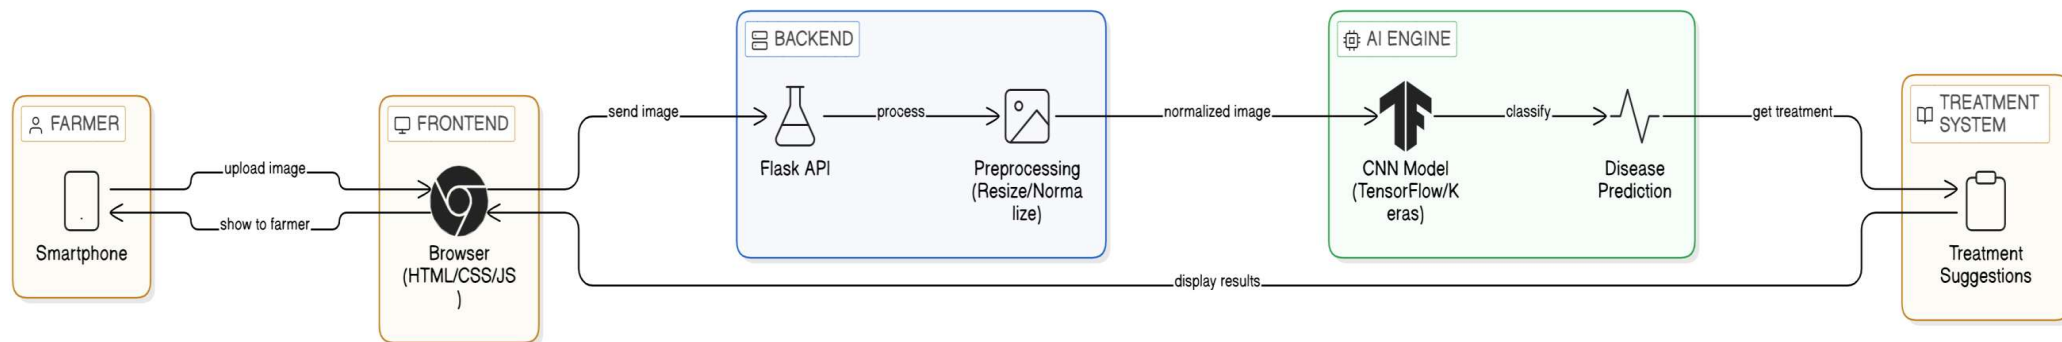 FARMER
Smartphone
upload image
show to farmer
FRONTEND
Browser
(HTML/CSS/JS
)
send image
BACKEND
Flask API
process
Preprocessing
(Resize/Norma
lize)
normalized image
AI ENGINE
CNN Model
(TensorFlow/K
eras)
classify
Disease
Prediction
get treatment
TREATMENT
SYSTEM
Treatment
Suggestions
display results